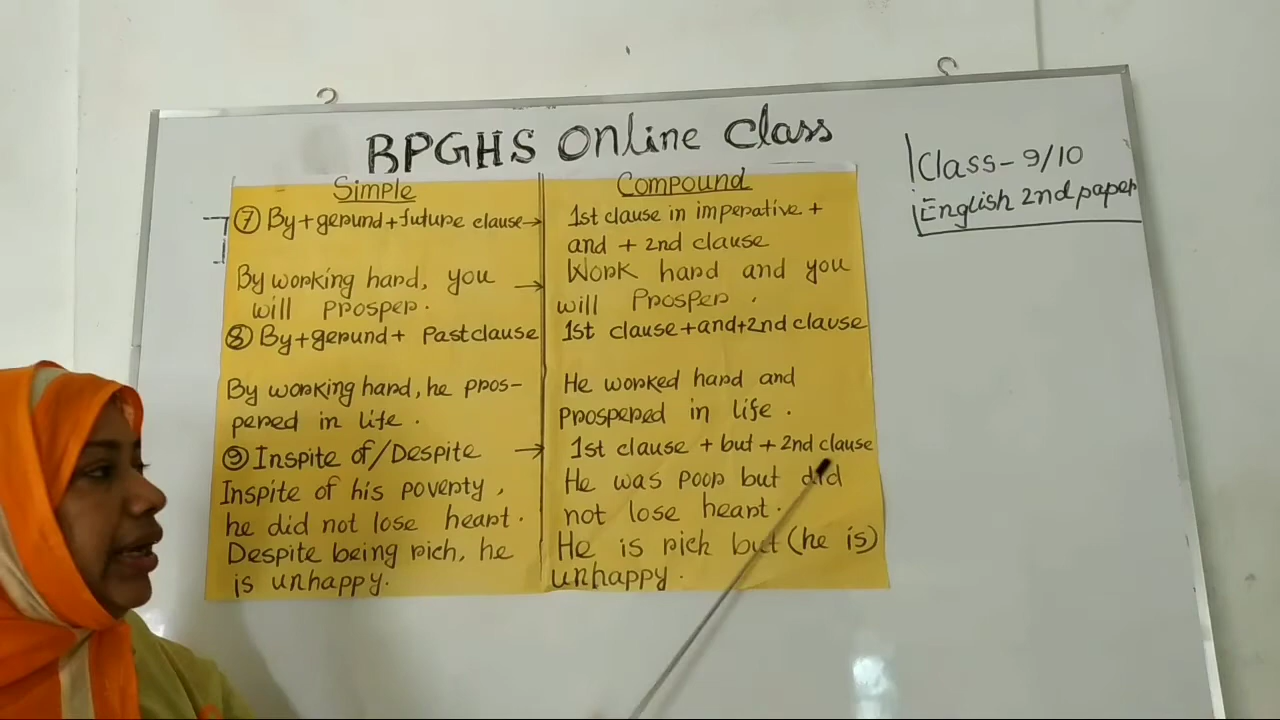 BPGHS Online Class
Class- 9/10
English 2nd paper
Simple
⑦ By+gerund+future clause→
By working hard, you →
will prosper.
⑧ By+gerund+ Past clause
By working hard, he pros-
pered in life.
⑨ Inspite of/Despite →
Inspite of his poverty,
he did not lose heart.
Despite being rich, he
is unhappy.
Compound
1st clause in imperative +
and + 2nd clause
Work hard and you
will Prosper.
1st clause+and+2nd clause
He worked hard and
prospered in life.
1st clause + but + 2nd clause
He was poor but did
not lose heart.
He is rich but (he is)
unhappy.